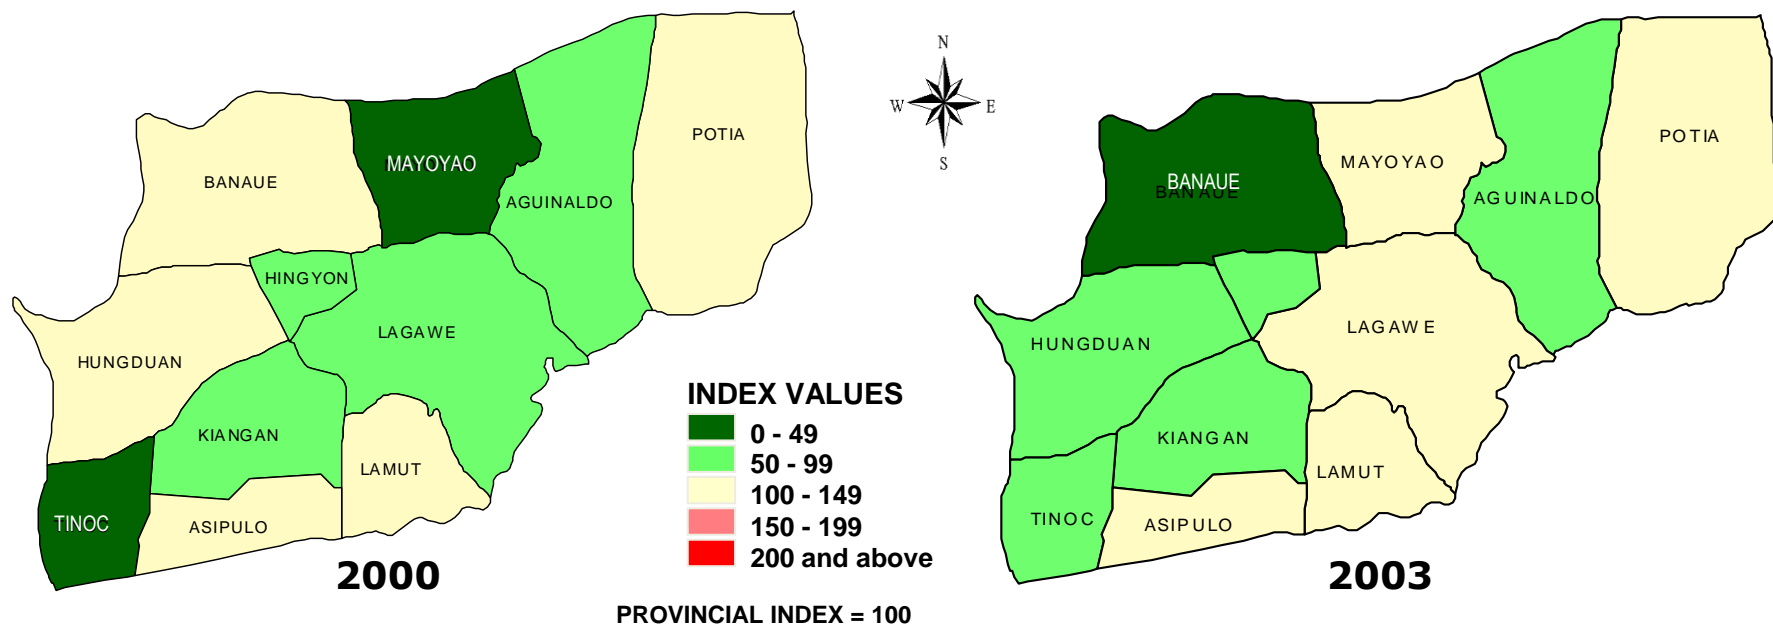 N
W
E
S
POTIA
MAYOYAO
BANAUE
AGUINALDO
HINGYON
LAGAWE
HUNGDUAN
KIANGAN
LAMUT
TINOC
ASIPULO
2000
INDEX VALUES
0 - 49
50 - 99
100 - 149
150 - 199
200 and above
PROVINCIAL INDEX = 100
POTIA
MAYOYAO
BANAUE
BANAUE
AGUINALDO
LAGAWE
HUNGDUAN
KIANGAN
LAMUT
TINOC
ASIPULO
2003